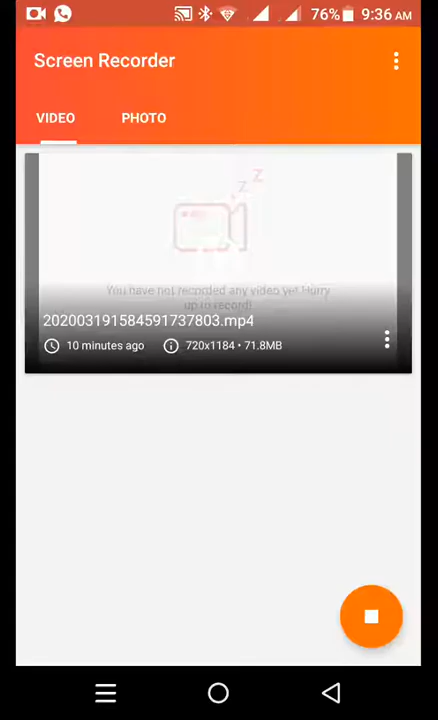 76% 9:36 AM
Screen Recorder
VIDEO PHOTO
z z
You have not recorded any video yet Hurry
up to record!
202003191584591737803.mp4
10 minutes ago 720x1184 • 71.8MB